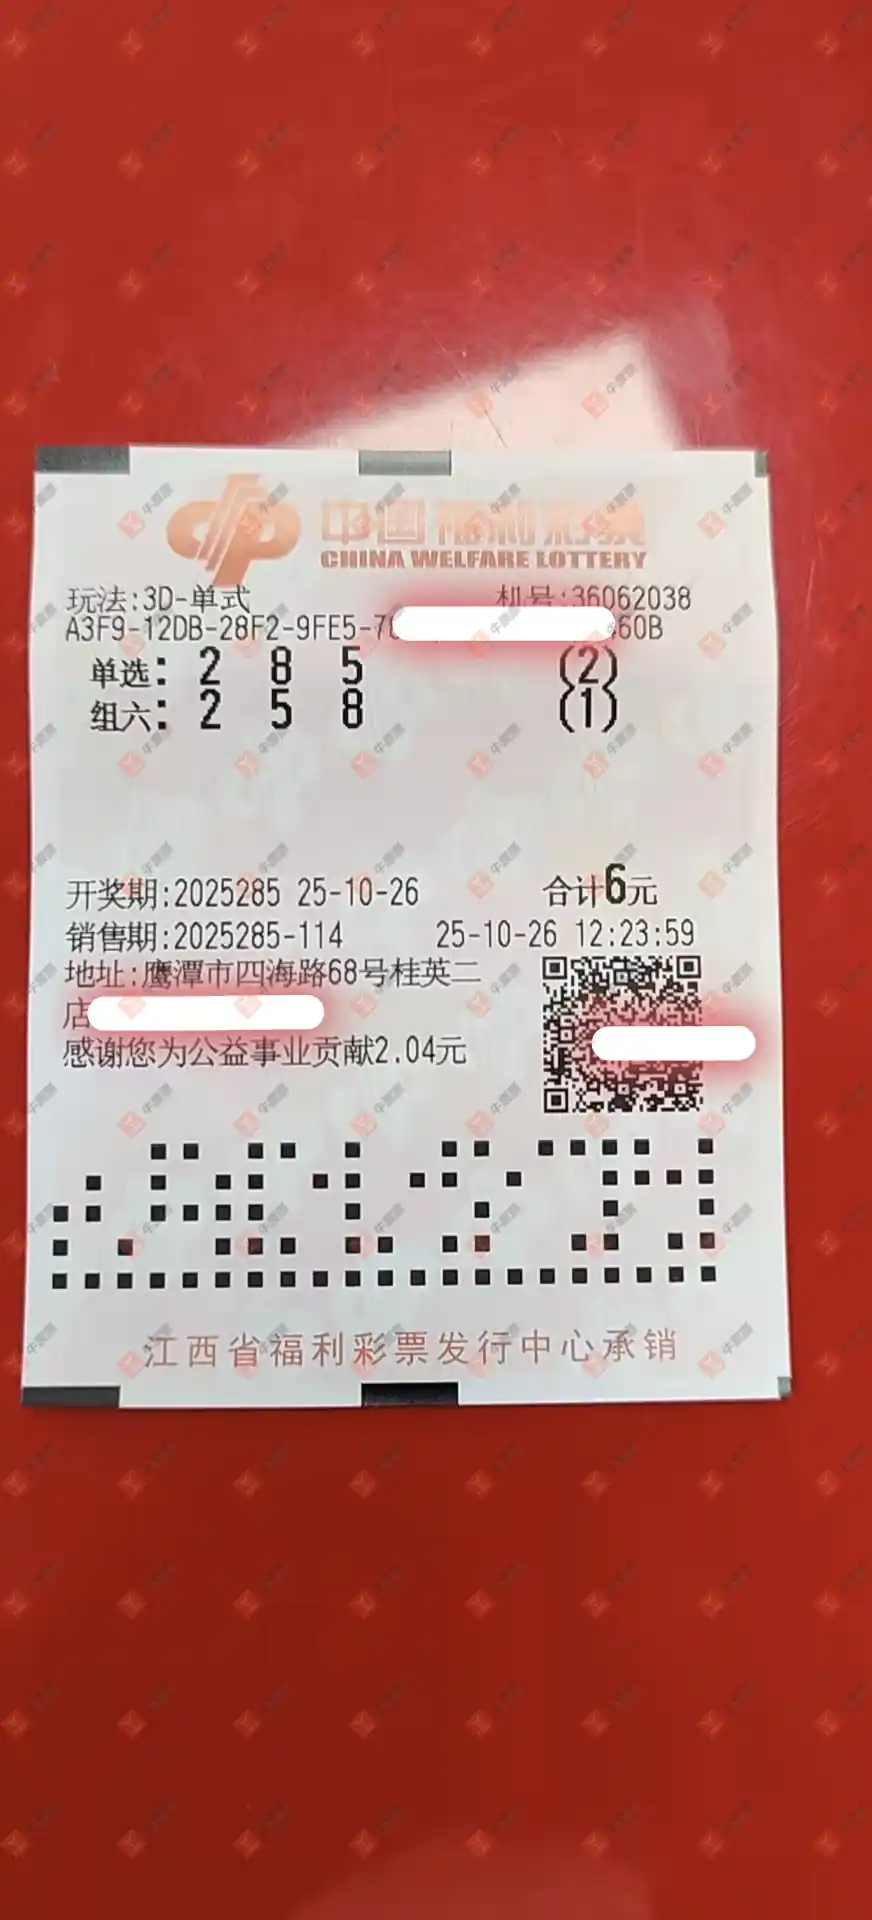 中国福利彩票
CHINA WELFARE LOTTERY
玩法:3D-单式 机号:36062038
A3F9-12DB-28F2-9FE5-7 60B
单选: 2 8 5 (2)
组六: 2 5 8 (1)
开奖期:2025285 25-10-26 合计6元
销售期:2025285-114 25-10-26 12:23:59
地址:鹰潭市四海路68号桂英二
店
感谢您为公益事业贡献2.04元
江西省福利彩票发行中心承销